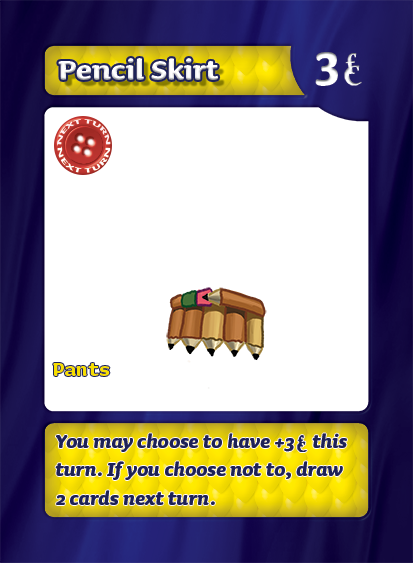 Pencil Skirt
3
NEXT TURN
NEXT TURN
Pants
You may choose to have +3 this
turn. If you choose not to, draw
2 cards next turn.